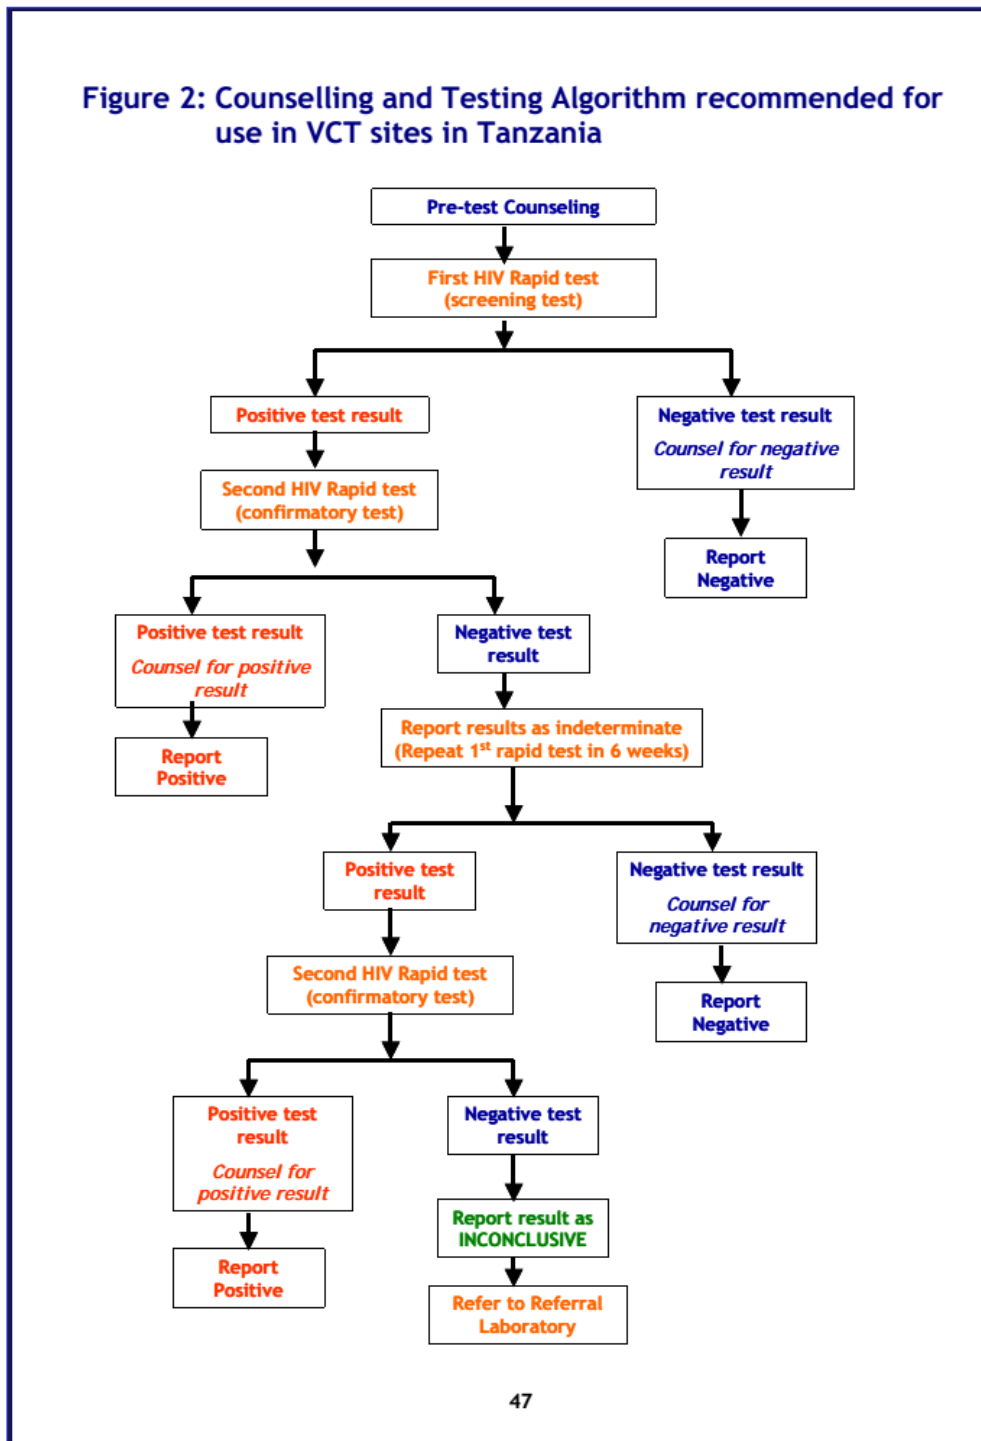 Figure 2: Counselling and Testing Algorithm recommended for
use in VCT sites in Tanzania
Pre-test Counseling
First HIV Rapid test
(screening test)
Positive test result
Negative test result
Counsel for negative
result
Second HIV Rapid test
(confirmatory test)
Report
Negative
Positive test result
Counsel for positive
result
Negative test
result
Report
Positive
Report results as indeterminate
(Repeat 1st rapid test in 6 weeks)
Positive test
result
Negative test result
Counsel for
negative result
Second HIV Rapid test
(confirmatory test)
Report
Negative
Positive test
result
Counsel for
positive result
Negative test
result
Report
Positive
Report result as
INCONCLUSIVE
Refer to Referral
Laboratory
47